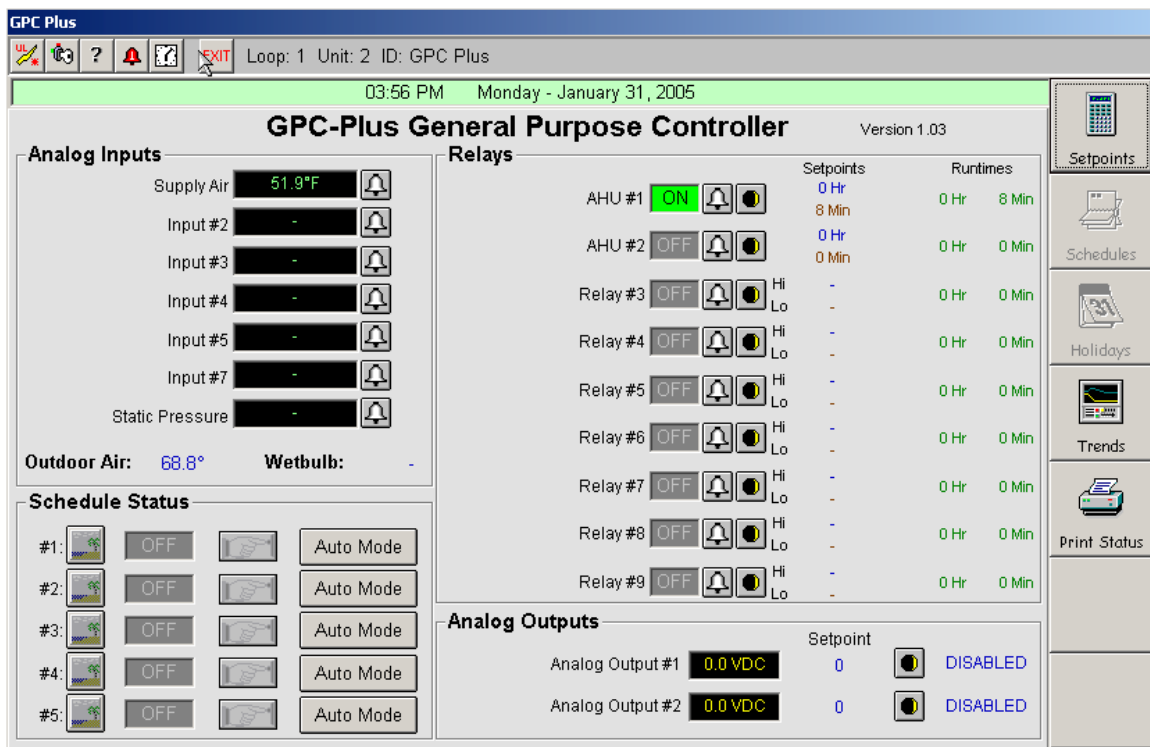 GPC Plus
UL ? EXIT Loop: 1 Unit: 2 ID: GPC Plus
03:56 PM Monday - January 31, 2005
GPC-Plus General Purpose Controller Version 1.03
Analog Inputs
Supply Air 51.9°F
Input #2 -
Input #3 -
Input #4 -
Input #5 -
Input #7 -
Static Pressure -
Outdoor Air: 68.8° Wetbulb: -
Schedule Status
#1: OFF Auto Mode
#2: OFF Auto Mode
#3: OFF Auto Mode
#4: OFF Auto Mode
#5: OFF Auto Mode
Relays
Setpoints Runtimes
AHU #1 ON 0 Hr 0 Hr 8 Min
8 Min
AHU #2 OFF 0 Hr 0 Hr 0 Min
0 Min
Relay #3 OFF Hi - 0 Hr 0 Min
Lo -
Relay #4 OFF Hi - 0 Hr 0 Min
Lo -
Relay #5 OFF Hi - 0 Hr 0 Min
Lo -
Relay #6 OFF Hi - 0 Hr 0 Min
Lo -
Relay #7 OFF Hi - 0 Hr 0 Min
Lo -
Relay #8 OFF Hi - 0 Hr 0 Min
Lo -
Relay #9 OFF Hi - 0 Hr 0 Min
Lo -
Analog Outputs
Setpoint
Analog Output #1 0.0 VDC 0 DISABLED
Analog Output #2 0.0 VDC 0 DISABLED
Setpoints
Schedules
31
Holidays
Trends
Print Status